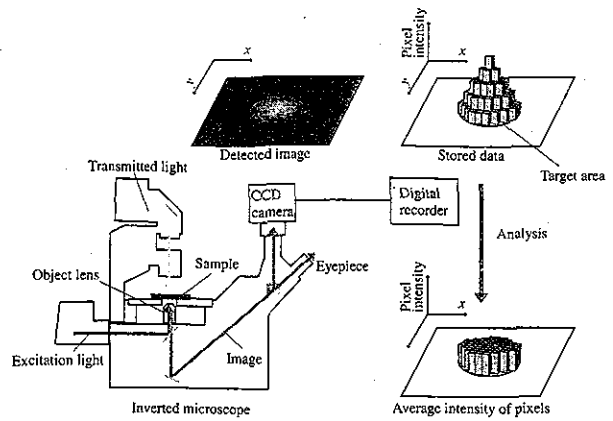 x
y
Detected image
Pixel
intensity
x
y
Stored data
Target area
Transmitted light
CCD
camera
Digital
recorder
Analysis
Object lens
Sample
Eyepiece
Pixel
intensity
x
Excitation light
Image
Inverted microscope
Average intensity of pixels